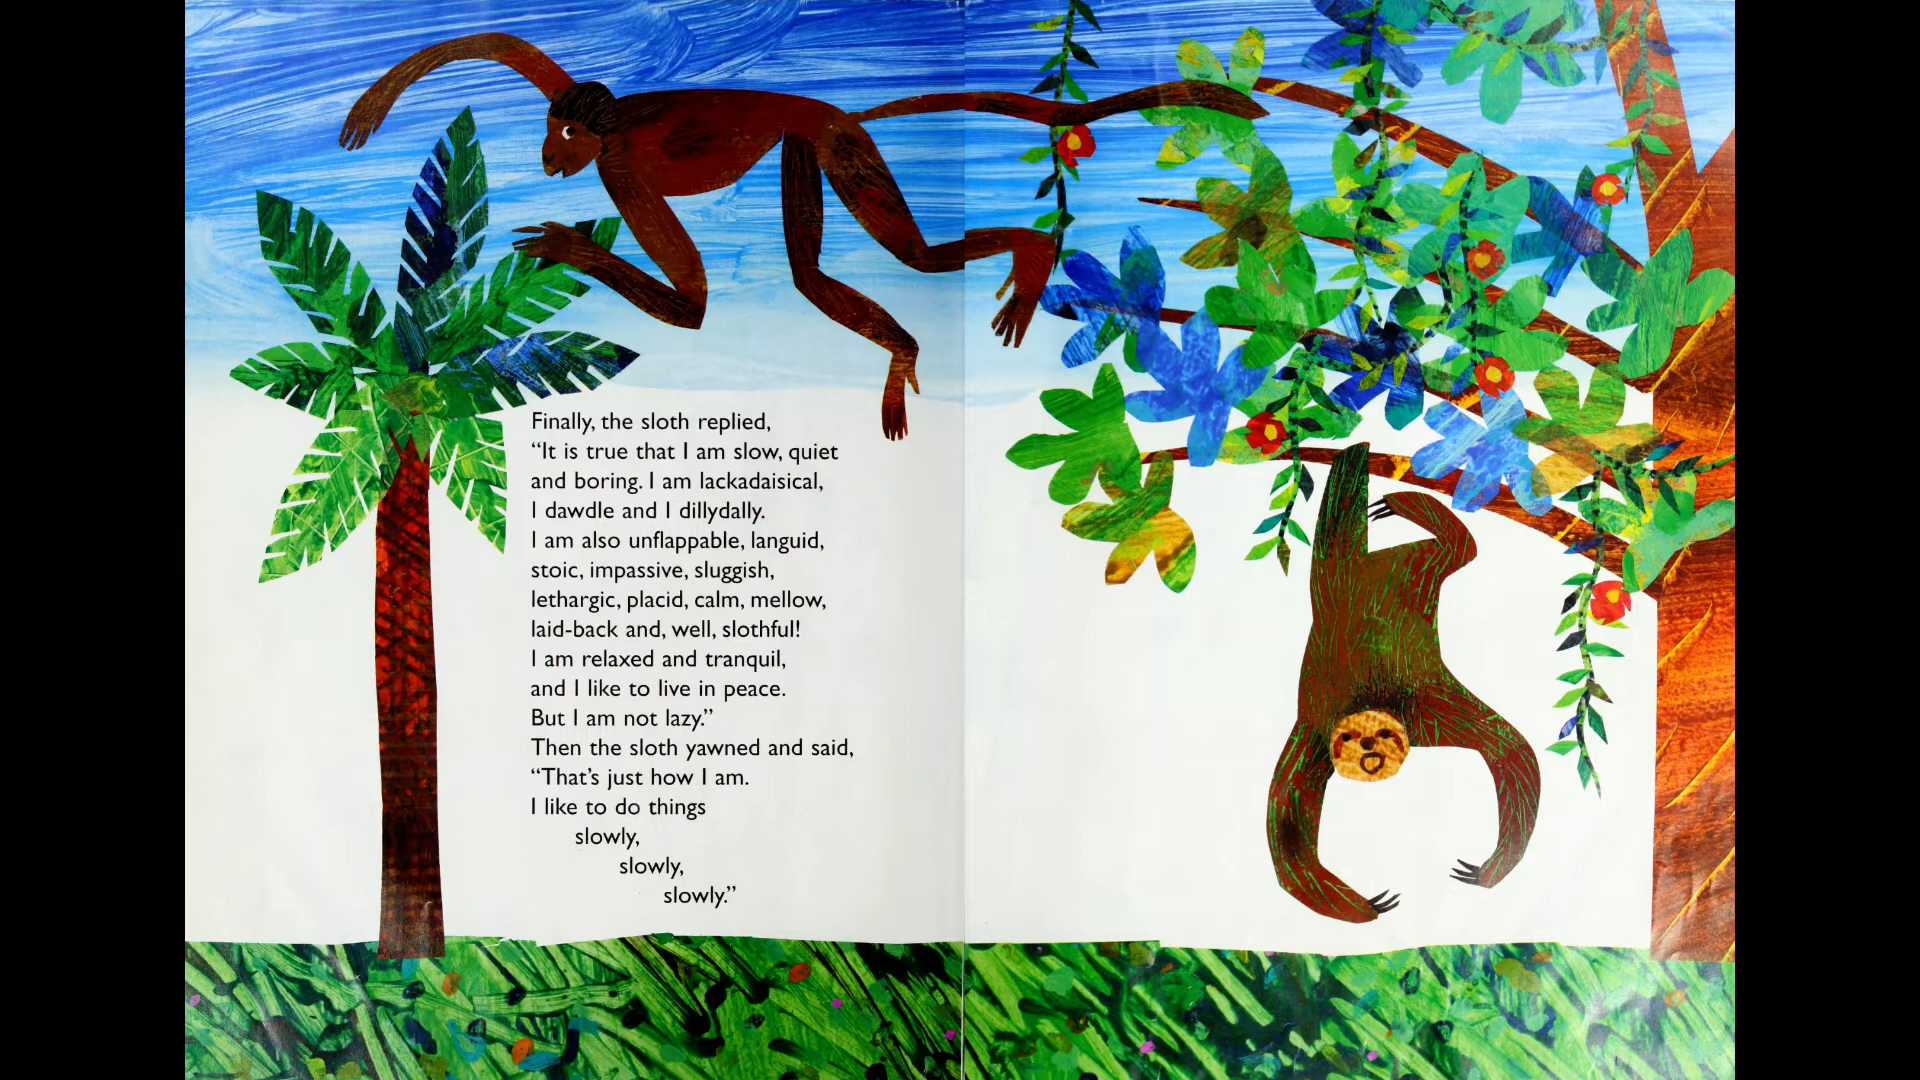 Finally, the sloth replied,
“It is true that I am slow, quiet
and boring. I am lackadaisical,
I dawdle and I dillydally.
I am also unflappable, languid,
stoic, impassive, sluggish,
lethargic, placid, calm, mellow,
laid-back and, well, slothful!
I am relaxed and tranquil,
and I like to live in peace.
But I am not lazy.”
Then the sloth yawned and said,
“That’s just how I am.
I like to do things
slowly,
slowly,
slowly.”